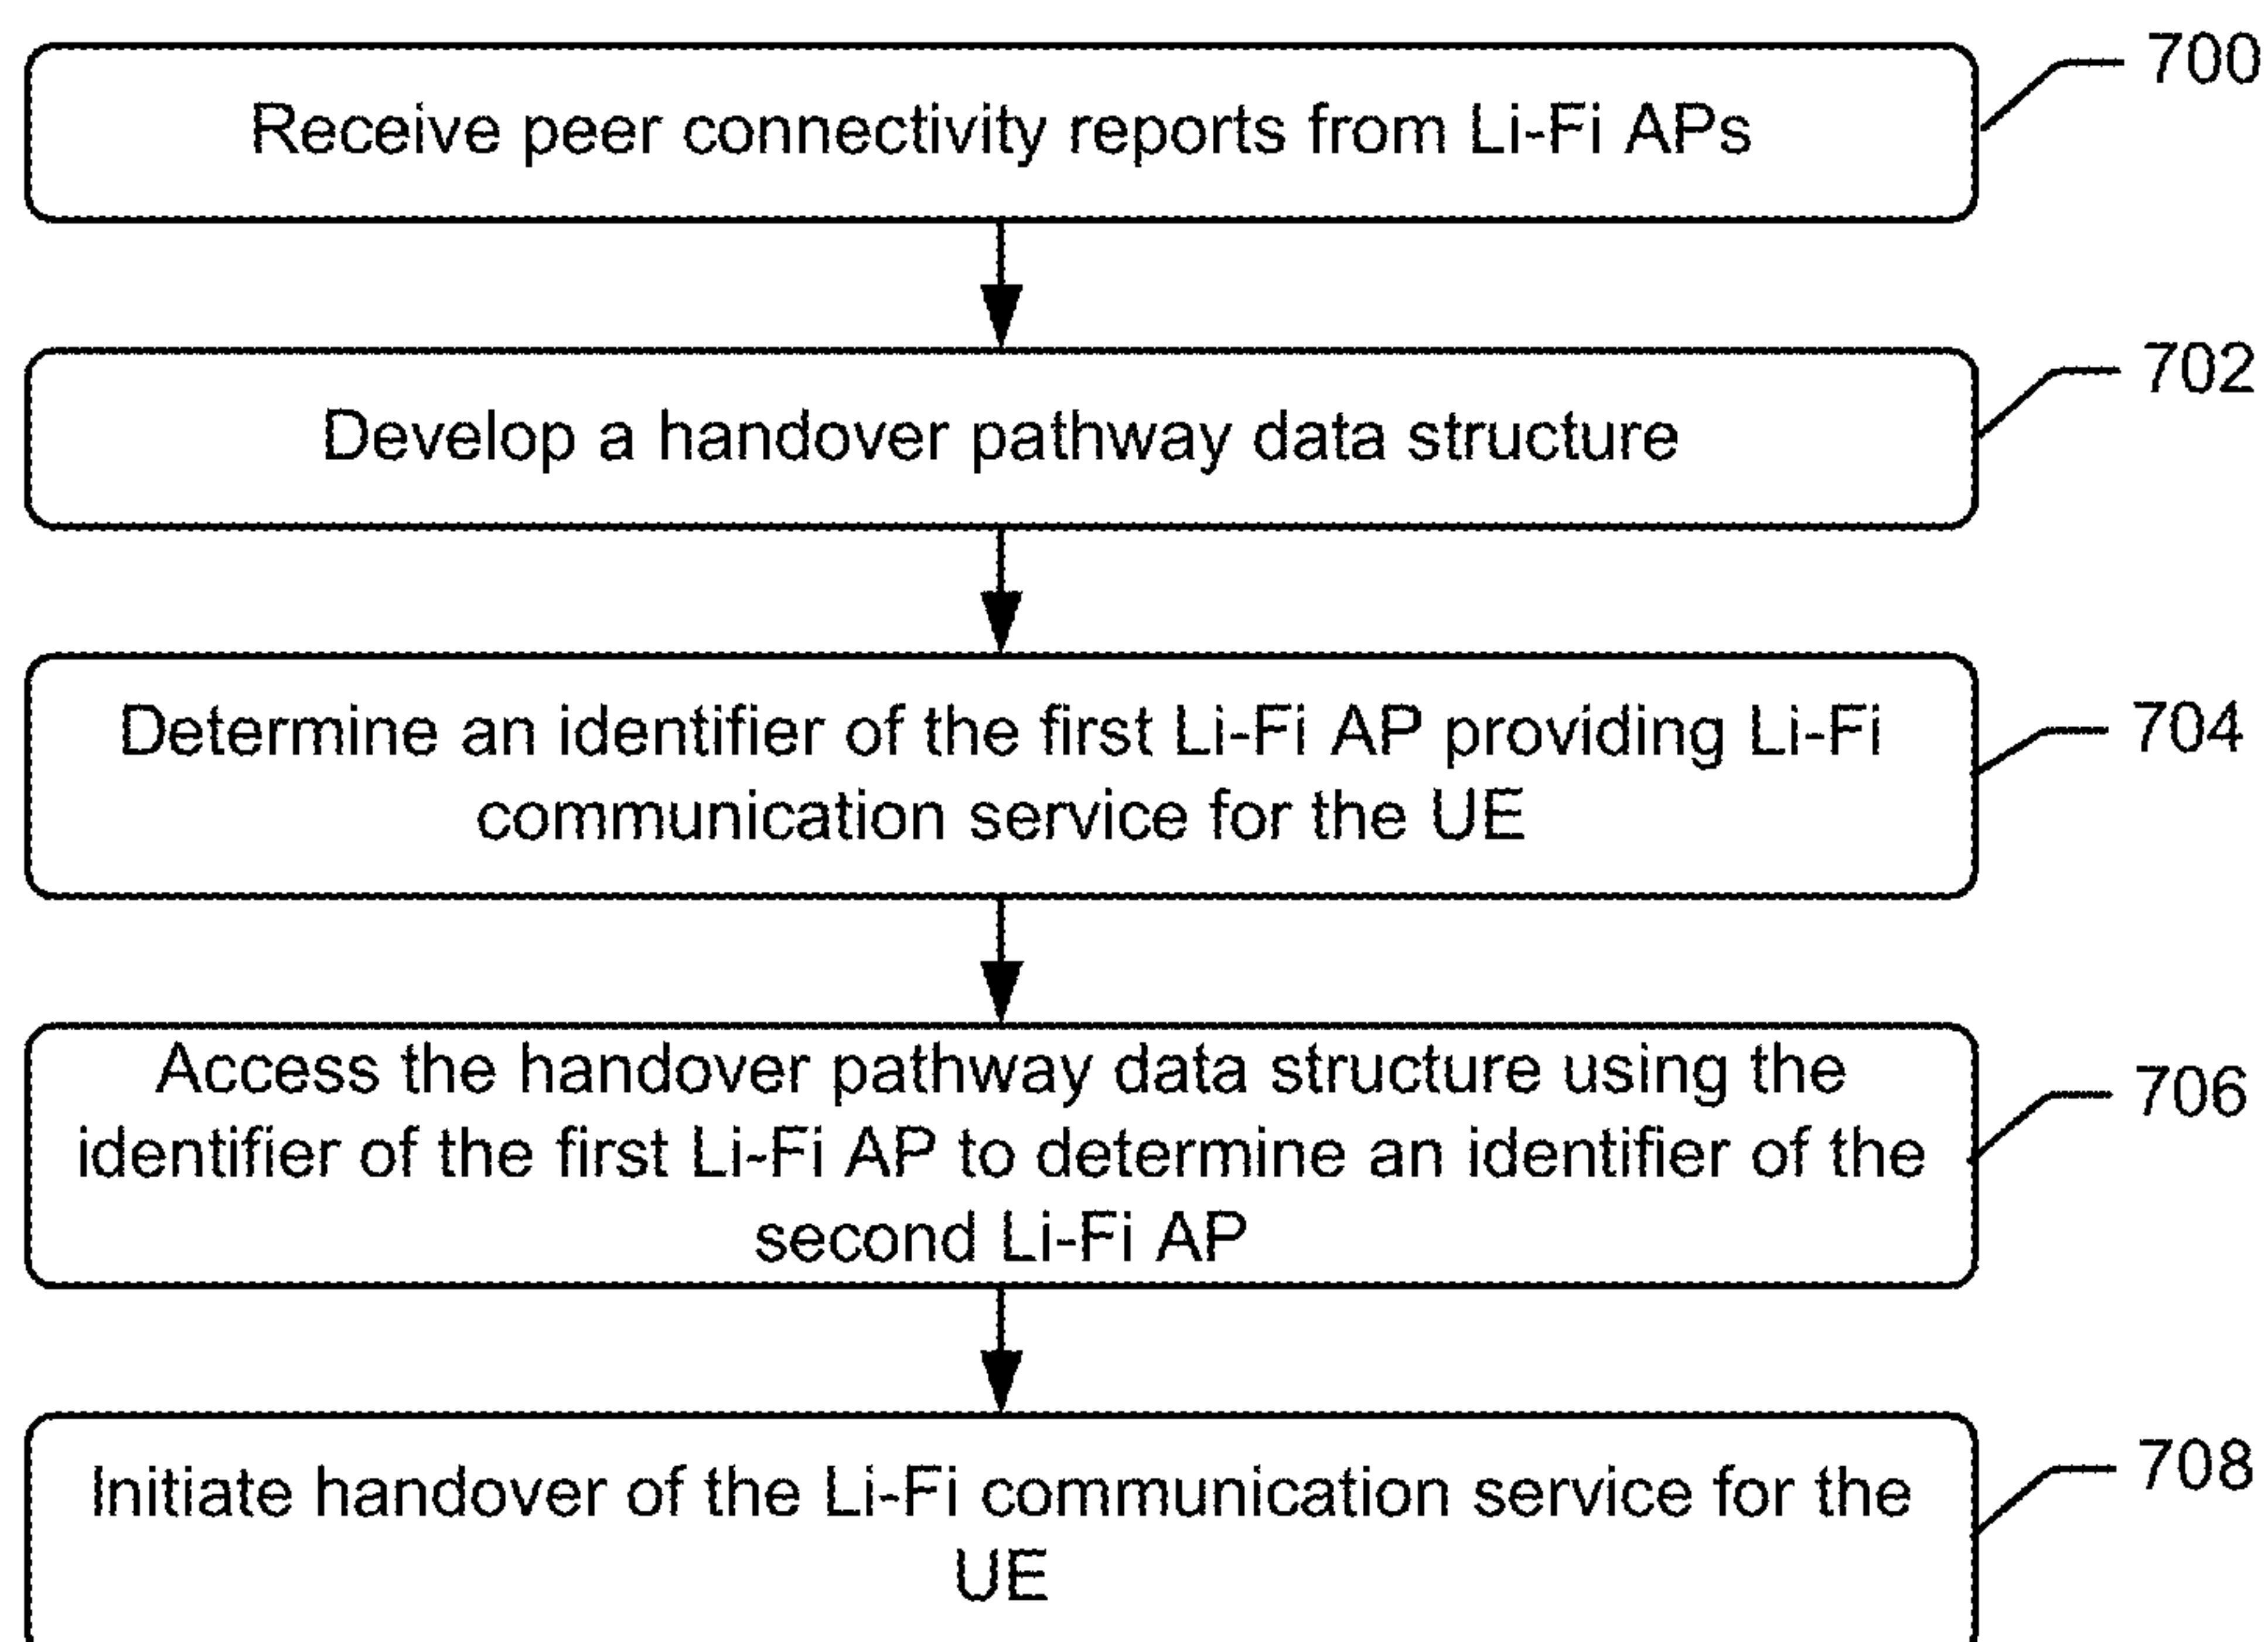 700
Receive peer connectivity reports from Li-Fi APs
702
Develop a handover pathway data structure
704
Determine an identifier of the first Li-Fi AP providing Li-Fi
communication service for the UE
706
Access the handover pathway data structure using the
identifier of the first Li-Fi AP to determine an identifier of the
second Li-Fi AP
708
Initiate handover of the Li-Fi communication service for the
UE